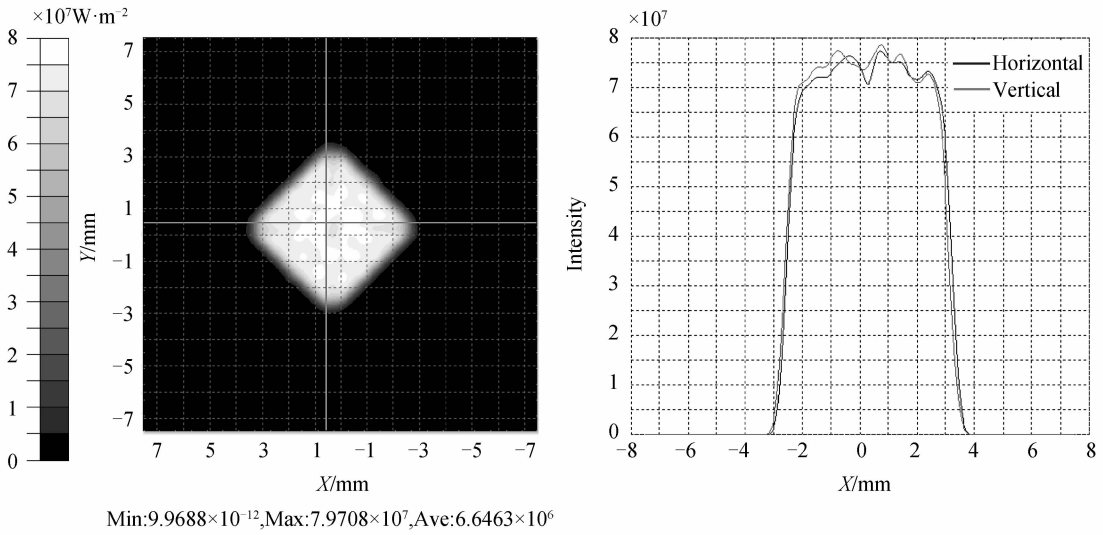 ×10⁷W·m⁻²
8
7
6
5
4
3
2
1
0
Y/mm
7
5
3
1
−1
−3
−5
−7
7 5 3 1 −1 −3 −5 −7
X/mm
Min:9.9688×10⁻¹²,Max:7.9708×10⁷,Ave:6.6463×10⁶
×10⁷
8
7
6
5
4
3
2
1
0
Intensity
Horizontal
Vertical
−8 −6 −4 −2 0 2 4 6 8
X/mm